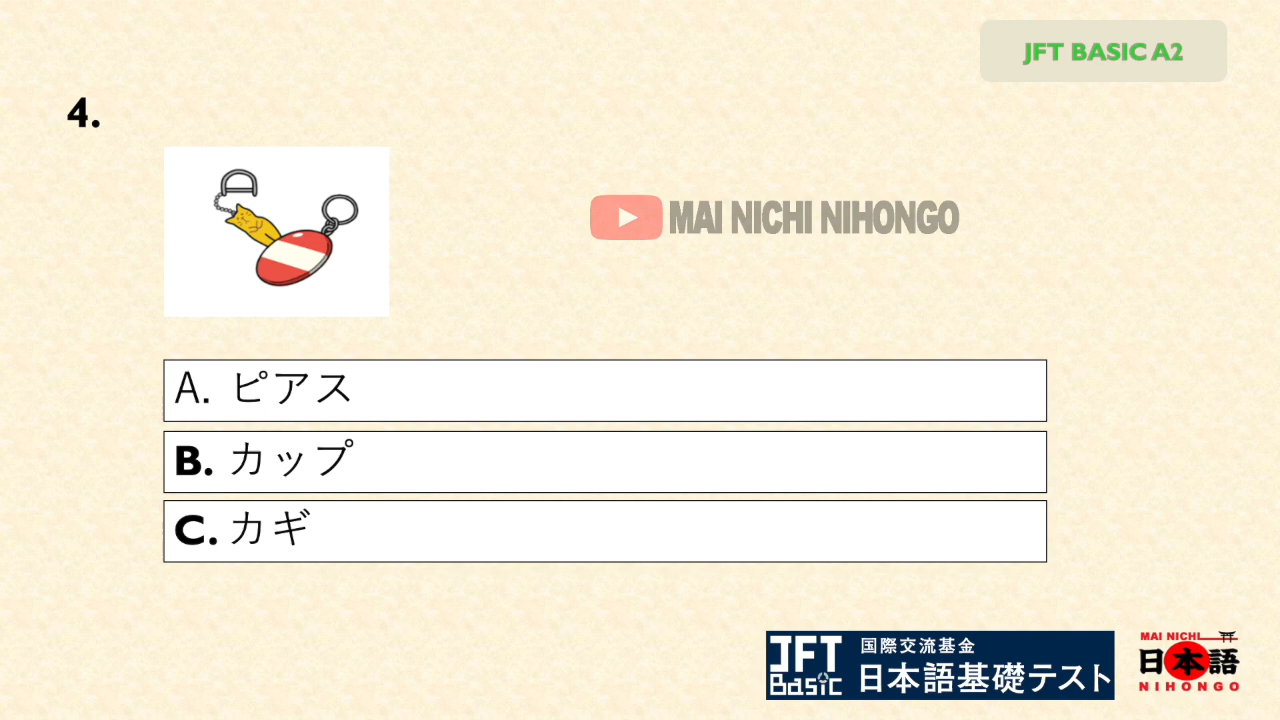 JFT BASIC A2
4.
MAI NICHI NIHONGO
A. ピアス
B. カップ
C. カギ
JFT Basic
国際交流基金
日本語基礎テスト
MAI NICHI
日本語
NIHONGO